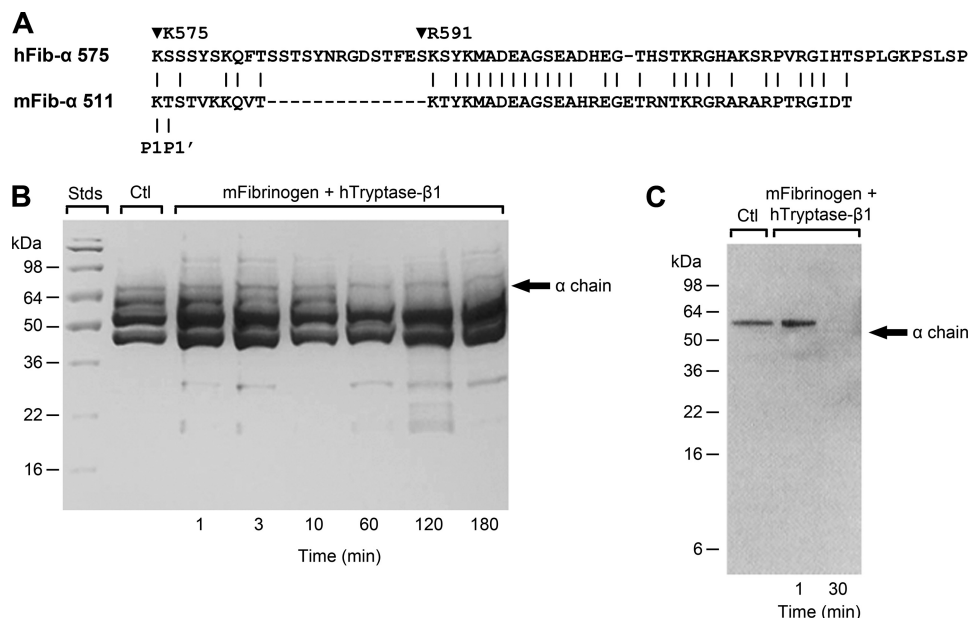 A
▼K575 ▼R591
hFib-α 575 KSSSYSKQFTSSTSYNRGDSTFESKSYKMADEAGSEADHEG-THSTKRGHAKSRPVRGIHTSPLGKPSLSP
mFib-α 511 KTSTVKKQVT--------------KTYKMADEAGSEAHREGETRNTKRGRARARPTRGIDT
P1P1′
B
Stds Ctl mFibrinogen + hTryptase-β1
kDa
98
64
50
36
22
16
α chain
1 3 10 60 120 180
Time (min)
C
Ctl mFibrinogen + hTryptase-β1
kDa
98
64
50
36
22
16
6
α chain
1 30
Time (min)